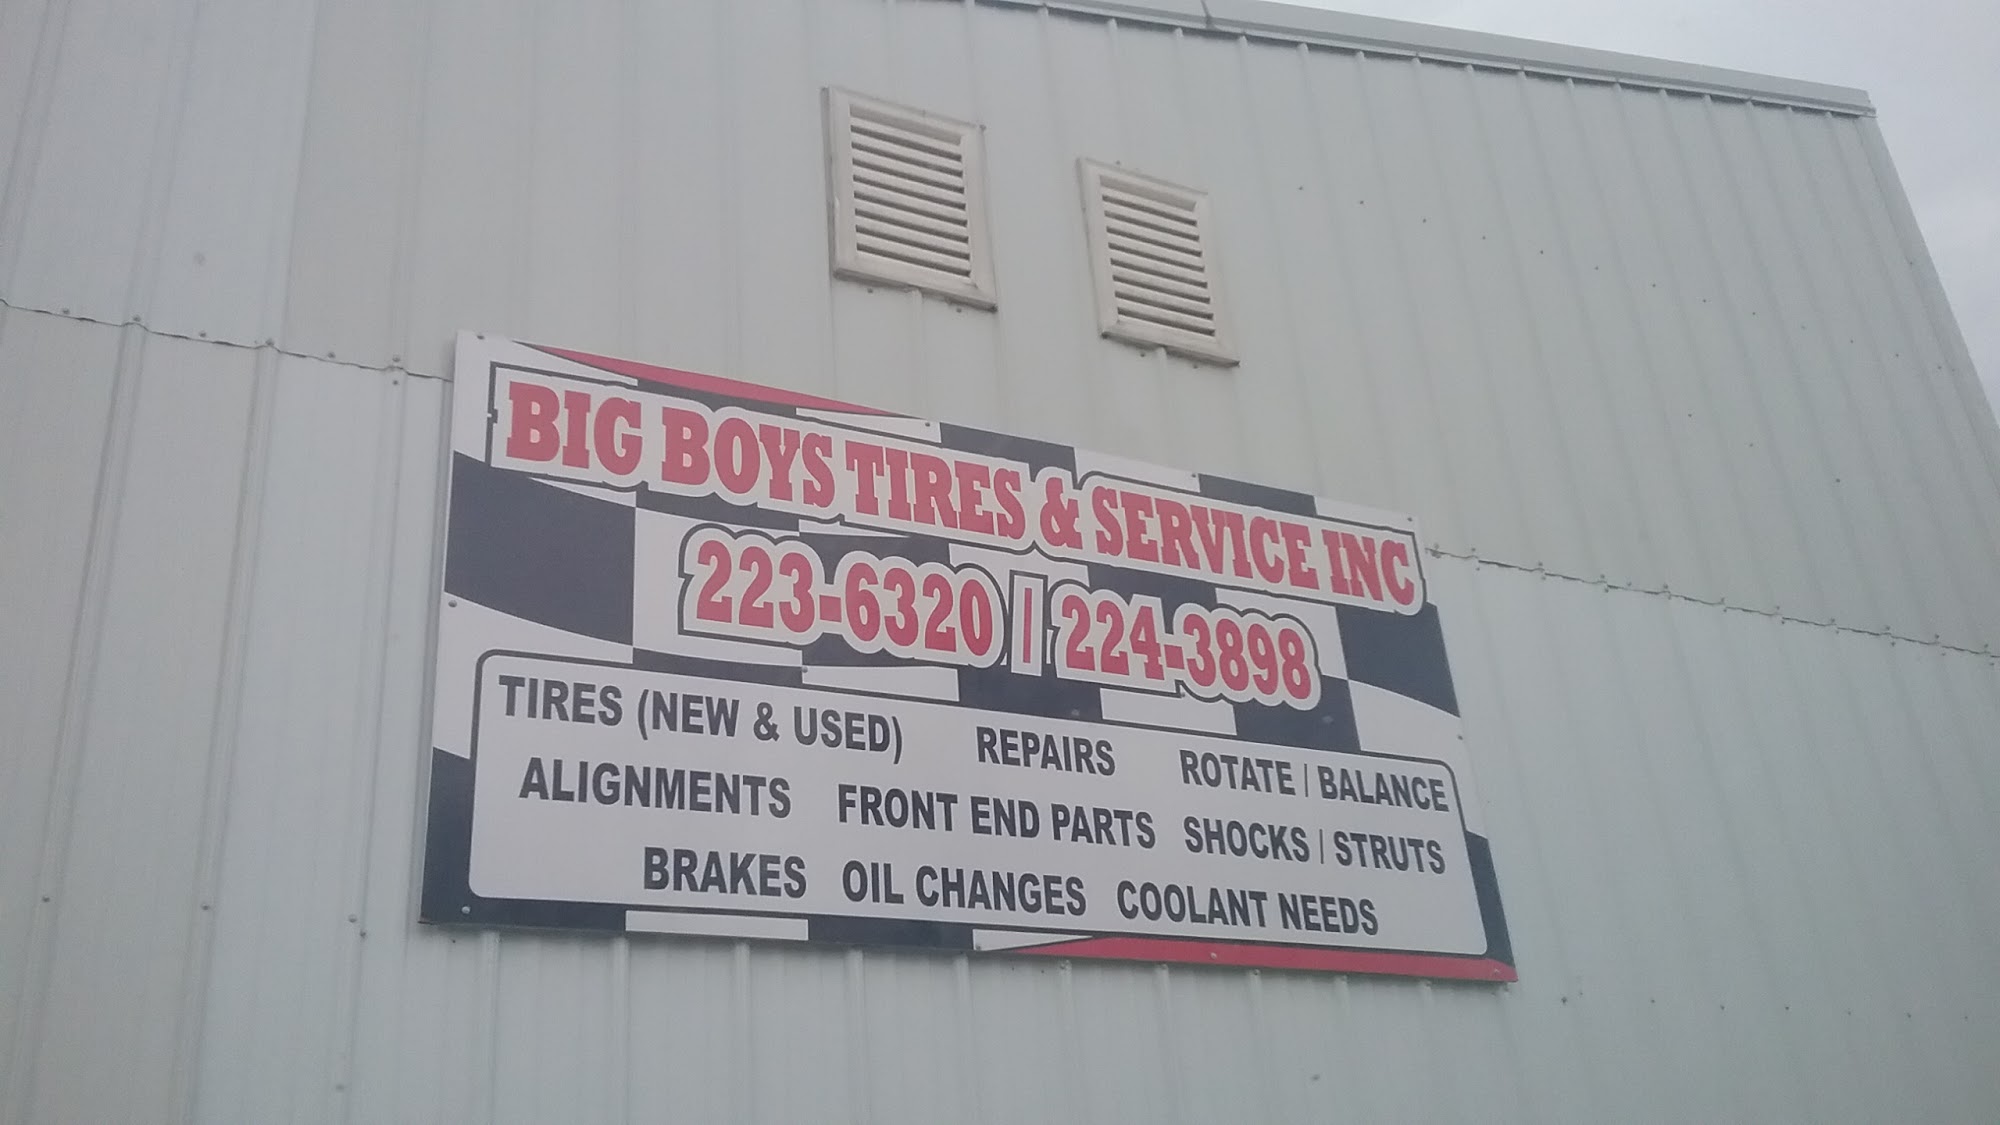 BIG BOYS TIRES & SERVICE INC
223-6320 / 224-3898
TIRES (NEW & USED) REPAIRS ROTATE / BALANCE
ALIGNMENTS FRONT END PARTS SHOCKS / STRUTS
BRAKES OIL CHANGES COOLANT NEEDS